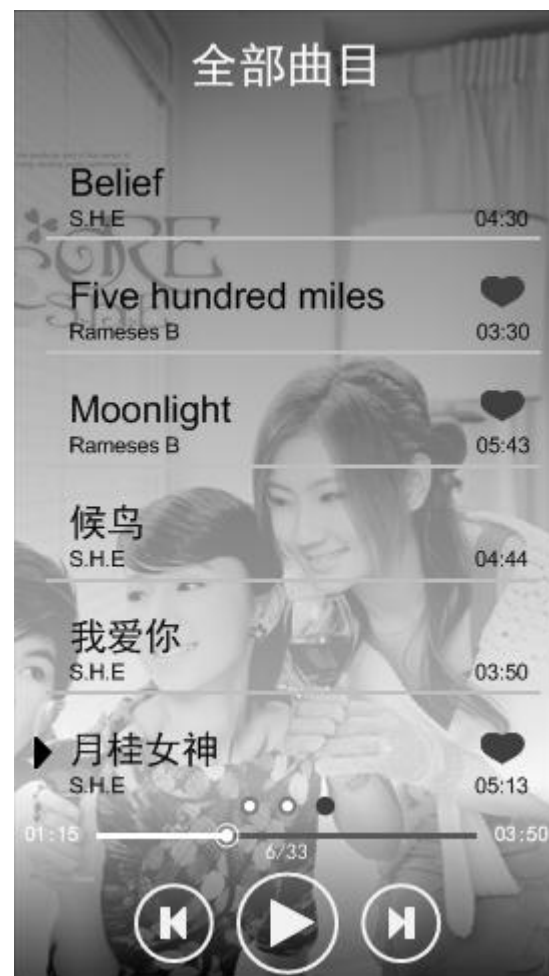 全部曲目
Belief
S.H.E 04:30
Five hundred miles
Rameses B 03:30
Moonlight
Rameses B 05:43
候鸟
S.H.E 04:44
我爱你
S.H.E 03:50
月桂女神
S.H.E 05:13
01:15 03:50
6/33